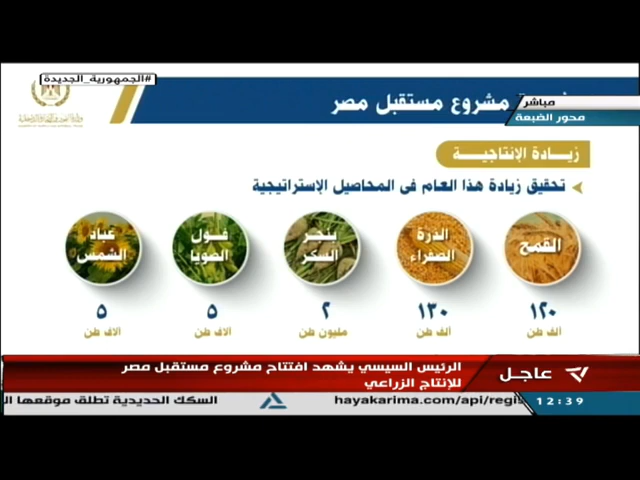 #الجمهورية_الجديدة
مشروع مستقبل مصر
مباشر
محور الضبعة
زيادة الإنتاجية
تحقيق زيادة هذا العام فى المحاصيل الإستراتيجية
القمح
١٢٠
ألف طن
الذرة
الصفراء
١٣٠
ألف طن
بنجر
السكر
٢
مليون طن
فول
الصويا
٥
آلاف طن
عباد
الشمس
٥
آلاف طن
عاجل
الرئيس السيسي يشهد افتتاح مشروع مستقبل مصر
للإنتاج الزراعي
12:39
hayakarima.com/api/regis
السكك الحديدية تطلق موقعها ال